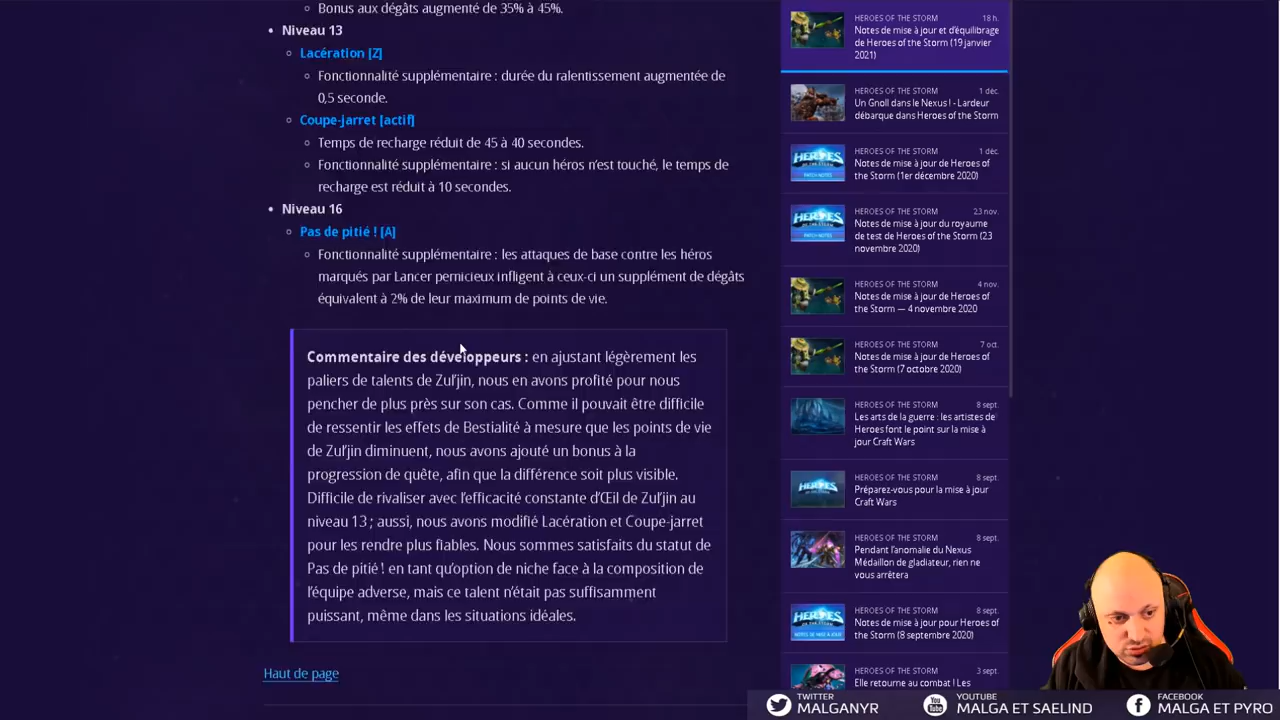 Bonus aux dégâts augmenté de 35% à 45%.
Niveau 13
Lacération [Z]
Fonctionnalité supplémentaire : durée du ralentissement augmentée de
0,5 seconde.
Coupe-jarret [actif]
Temps de recharge réduit de 45 à 40 secondes.
Fonctionnalité supplémentaire : si aucun héros n'est touché, le temps de
recharge est réduit à 10 secondes.
Niveau 16
Pas de pitié ! [A]
Fonctionnalité supplémentaire : les attaques de base contre les héros
marqués par Lancer pernicieux infligent à ceux-ci un supplément de dégâts
équivalent à 2% de leur maximum de points de vie.
Commentaire des développeurs : en ajustant légèrement les
paliers de talents de Zul'jin, nous en avons profité pour nous
pencher de plus près sur son cas. Comme il pouvait être difficile
de ressentir les effets de Bestialité à mesure que les points de vie
de Zul'jin diminuent, nous avons ajouté un bonus à la
progression de quête, afin que la différence soit plus visible.
Difficile de rivaliser avec l'efficacité constante d'Œil de Zul'jin au
niveau 13 ; aussi, nous avons modifié Lacération et Coupe-jarret
pour les rendre plus fiables. Nous sommes satisfaits du statut de
Pas de pitié ! en tant qu'option de niche face à la composition de
l'équipe adverse, mais ce talent n'était pas suffisamment
puissant, même dans les situations idéales.
Haut de page
HEROES OF THE STORM 18 h.
Notes de mise à jour et d'équilibrage
de Heroes of the Storm (19 janvier
2021)
HEROES OF THE STORM 1 déc.
Un Gnoll dans le Nexus ! - Lardeur
débarque dans Heroes of the Storm
HEROES OF THE STORM 1 déc.
Notes de mise à jour de Heroes of
the Storm (1er décembre 2020)
HEROES
PATCH NOTES
HEROES OF THE STORM 23 nov.
Notes de mise à jour du royaume
de test de Heroes of the Storm (23
novembre 2020)
HEROES
PATCH NOTES
HEROES OF THE STORM 4 nov.
Notes de mise à jour de Heroes of
the Storm — 4 novembre 2020
HEROES OF THE STORM 7 oct.
Notes de mise à jour de Heroes of
the Storm (7 octobre 2020)
HEROES OF THE STORM 8 sept.
Les arts de la guerre : les artistes de
Heroes font le point sur la mise à
jour Craft Wars
HEROES OF THE STORM 8 sept.
Préparez-vous pour la mise à jour
Craft Wars
HEROES
HEROES OF THE STORM 8 sept.
Pendant l'anomalie du Nexus
Médaillon de gladiateur, rien ne
vous arrêtera
HEROES OF THE STORM 8 sept.
Notes de mise à jour pour Heroes of
the Storm (8 septembre 2020)
HEROES
NOTES DE MISE À JOUR
HEROES OF THE STORM 3 sept.
Elle retourne au combat ! Les
TWITTER
MALGANYR
YOUTUBE
MALGA ET SAELIND
FACEBOOK
MALGA ET PYRO